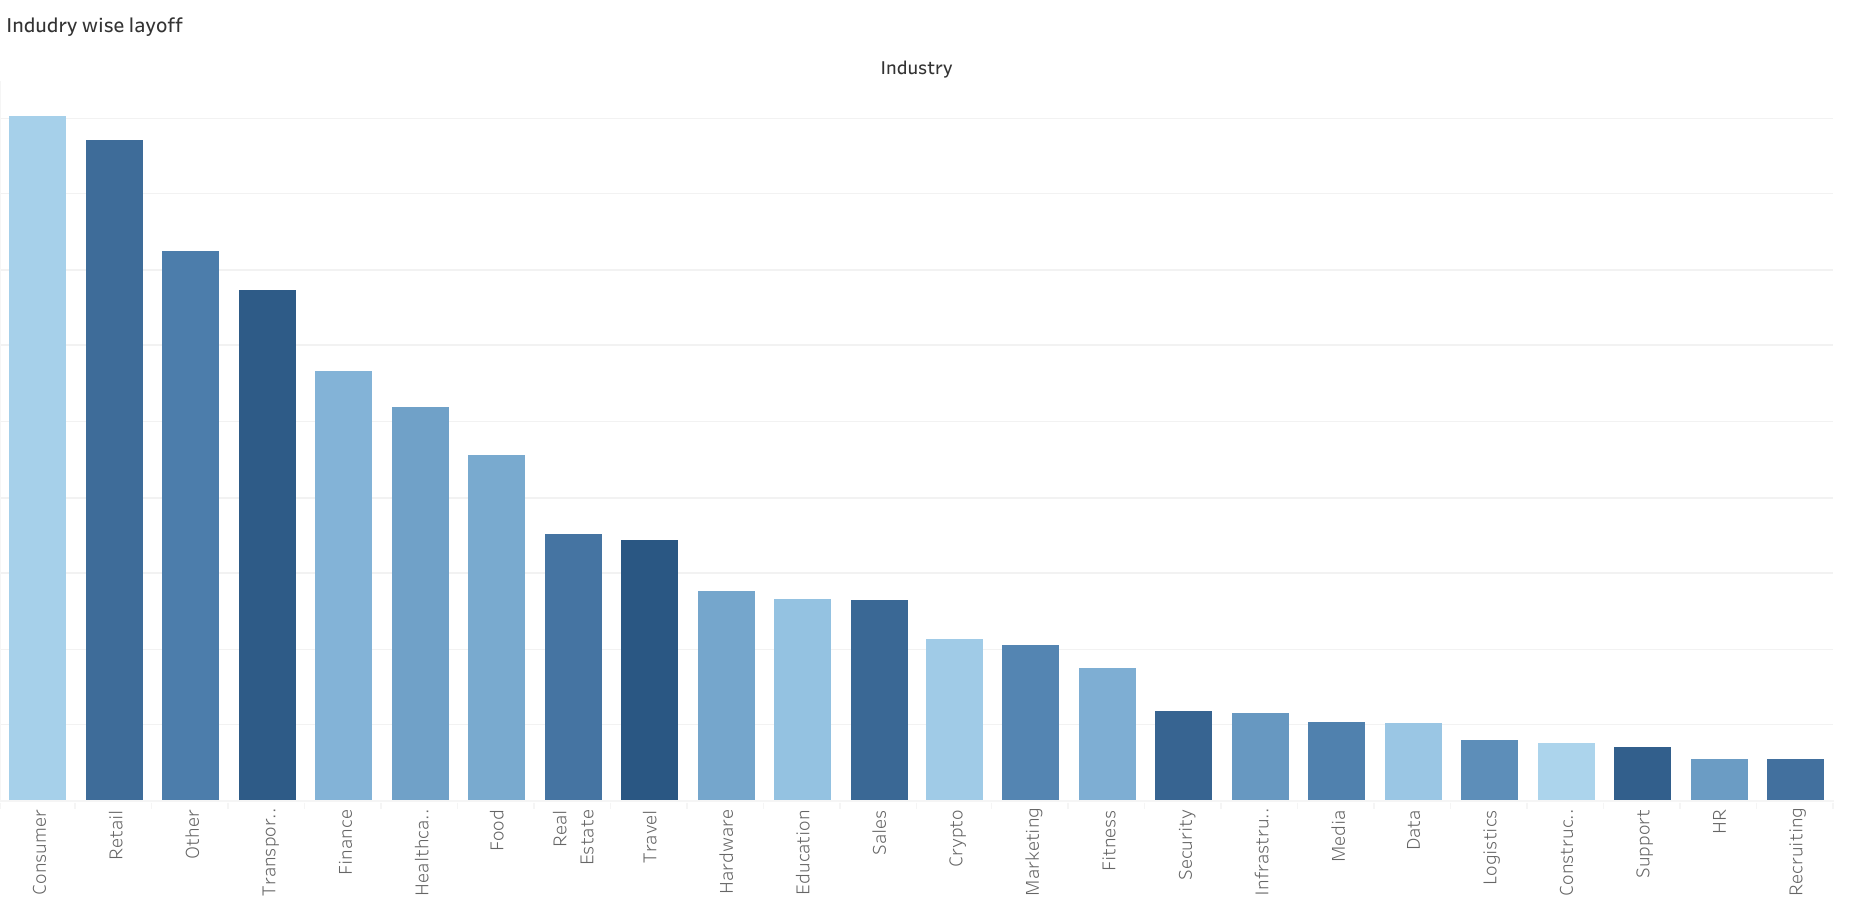 Indudry wise layoff
Industry
Consumer
Retail
Other
Transpor..
Finance
Healthca..
Food
Real
Estate
Travel
Hardware
Education
Sales
Crypto
Marketing
Fitness
Security
Infrastru..
Media
Data
Logistics
Construc..
Support
HR
Recruiting